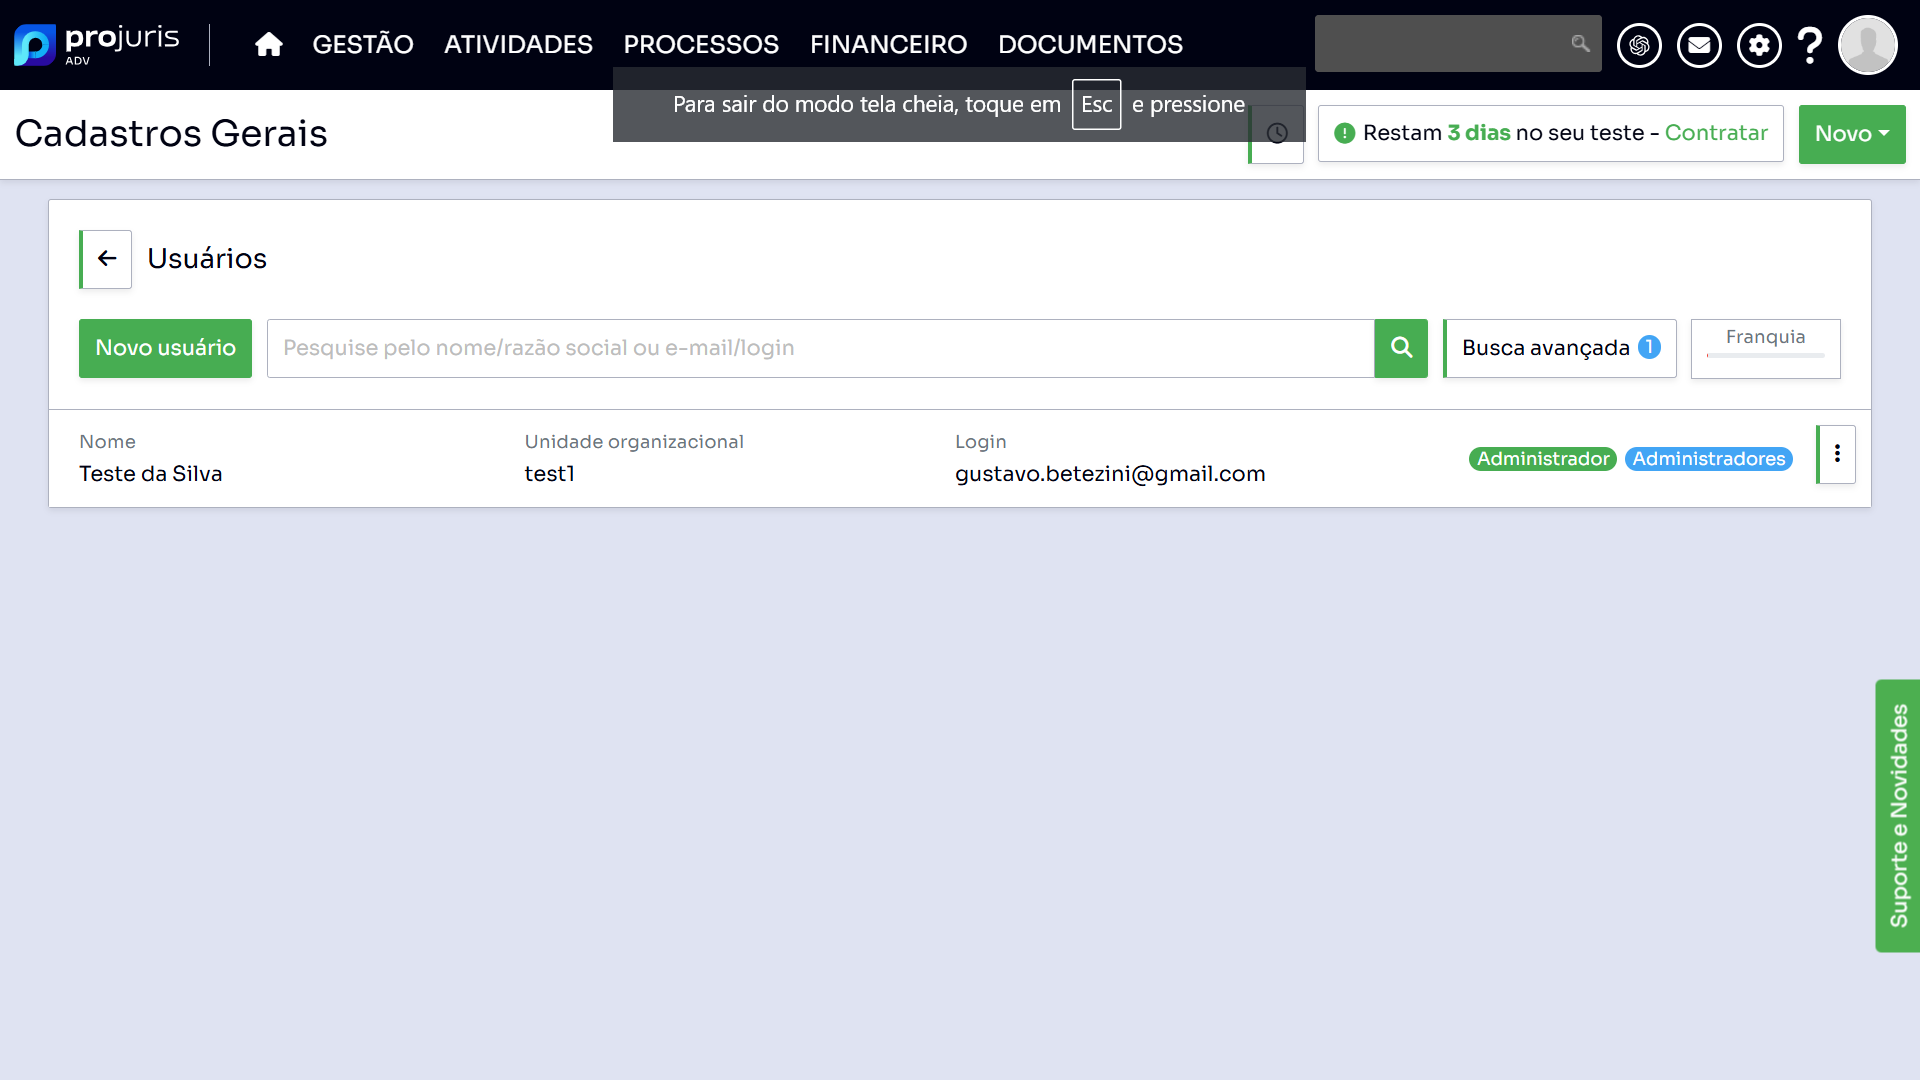 projuris
ADV
GESTÃO ATIVIDADES PROCESSOS FINANCEIRO DOCUMENTOS
Para sair do modo tela cheia, toque em Esc e pressione
Cadastros Gerais
Restam 3 dias no seu teste - Contratar
Novo
Usuários
Novo usuário
Pesquise pelo nome/razão social ou e-mail/login
Busca avançada 1
Franquia
Nome
Teste da Silva
Unidade organizacional
test1
Login
gustavo.betezini@gmail.com
Administrador Administradores
Suporte e Novidades